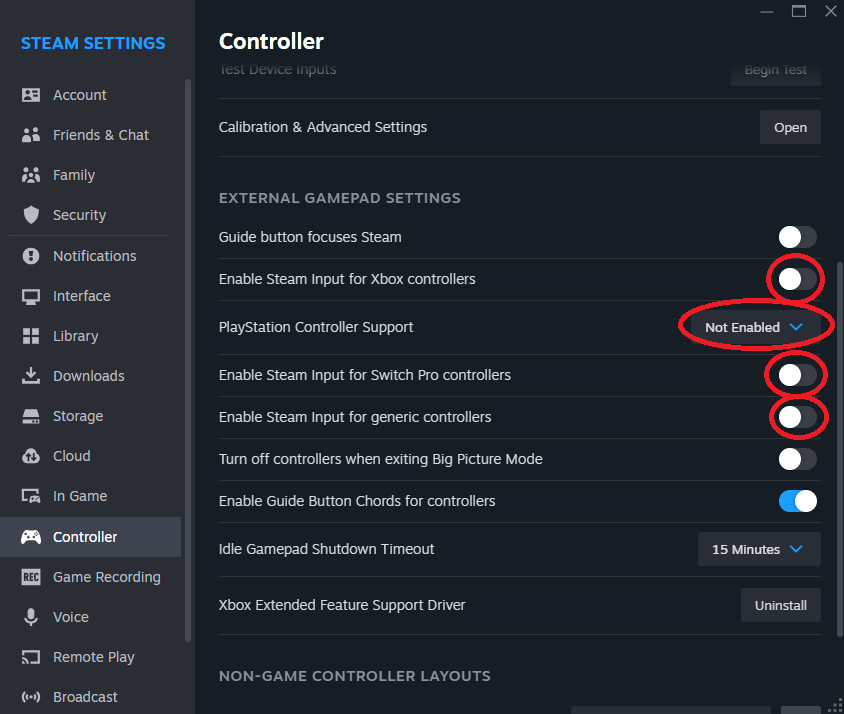 STEAM SETTINGS
Account
Friends & Chat
Family
Security
Notifications
Interface
Library
Downloads
Storage
Cloud
In Game
Controller
REC Game Recording
Voice
Remote Play
Broadcast
Controller
Test Device Inputs Begin Test
Calibration & Advanced Settings Open
EXTERNAL GAMEPAD SETTINGS
Guide button focuses Steam
Enable Steam Input for Xbox controllers
PlayStation Controller Support Not Enabled
Enable Steam Input for Switch Pro controllers
Enable Steam Input for generic controllers
Turn off controllers when exiting Big Picture Mode
Enable Guide Button Chords for controllers
Idle Gamepad Shutdown Timeout 15 Minutes
Xbox Extended Feature Support Driver Uninstall
NON-GAME CONTROLLER LAYOUTS